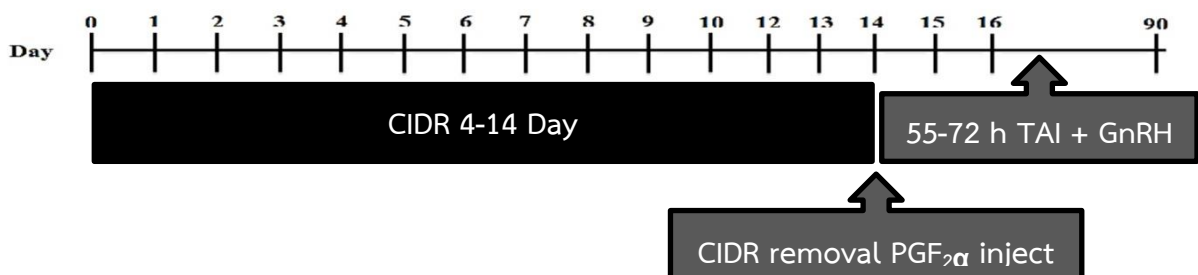 0 1 2 3 4 5 6 7 8 9 10 12 13 14 15 16 90
Day
CIDR 4-14 Day
55-72 h TAI + GnRH
CIDR removal PGF₂α inject